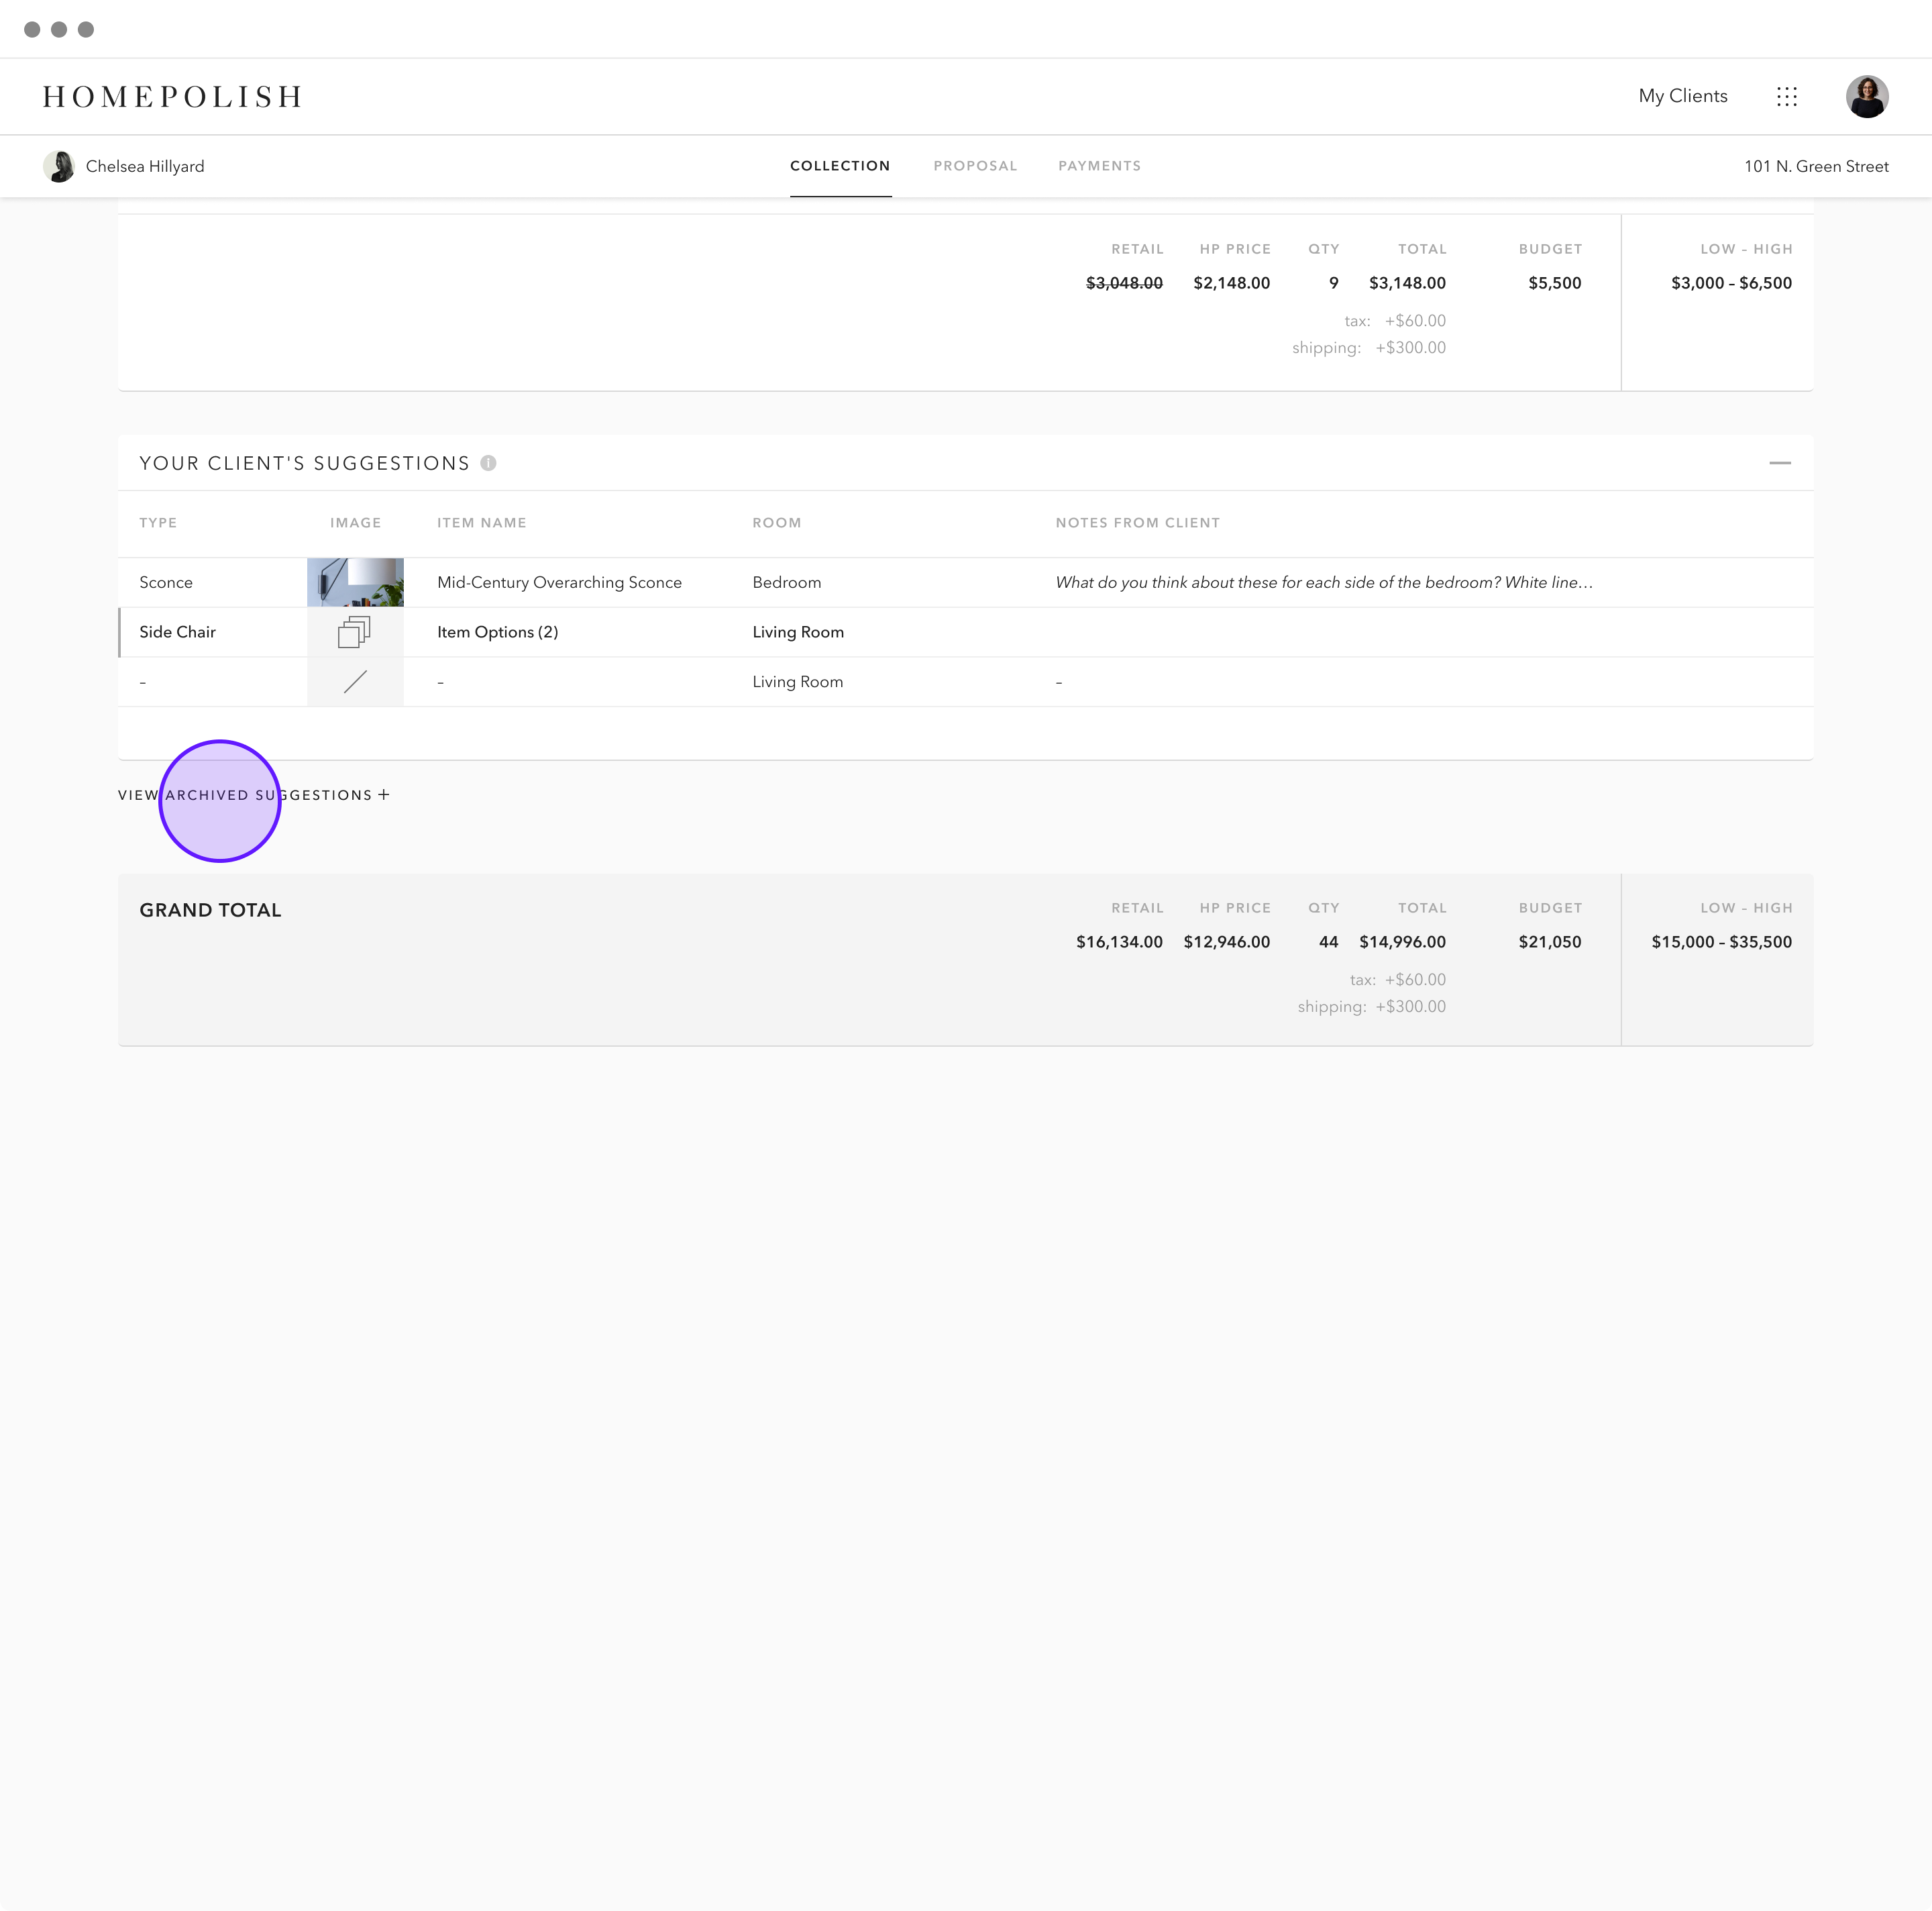 HOMEPOLISH
My Clients
Chelsea Hillyard
COLLECTION PROPOSAL PAYMENTS
101 N. Green Street
RETAIL HP PRICE QTY TOTAL BUDGET LOW – HIGH
$3,048.00 $2,148.00 9 $3,148.00 $5,500 $3,000 – $6,500
tax: +$60.00
shipping: +$300.00
YOUR CLIENT'S SUGGESTIONS i
TYPE IMAGE ITEM NAME ROOM NOTES FROM CLIENT
Sconce Mid-Century Overarching Sconce Bedroom What do you think about these for each side of the bedroom? White line…
Side Chair Item Options (2) Living Room
– – Living Room –
VIEW ARCHIVED SUGGESTIONS +
GRAND TOTAL
RETAIL HP PRICE QTY TOTAL BUDGET LOW – HIGH
$16,134.00 $12,946.00 44 $14,996.00 $21,050 $15,000 – $35,500
tax: +$60.00
shipping: +$300.00